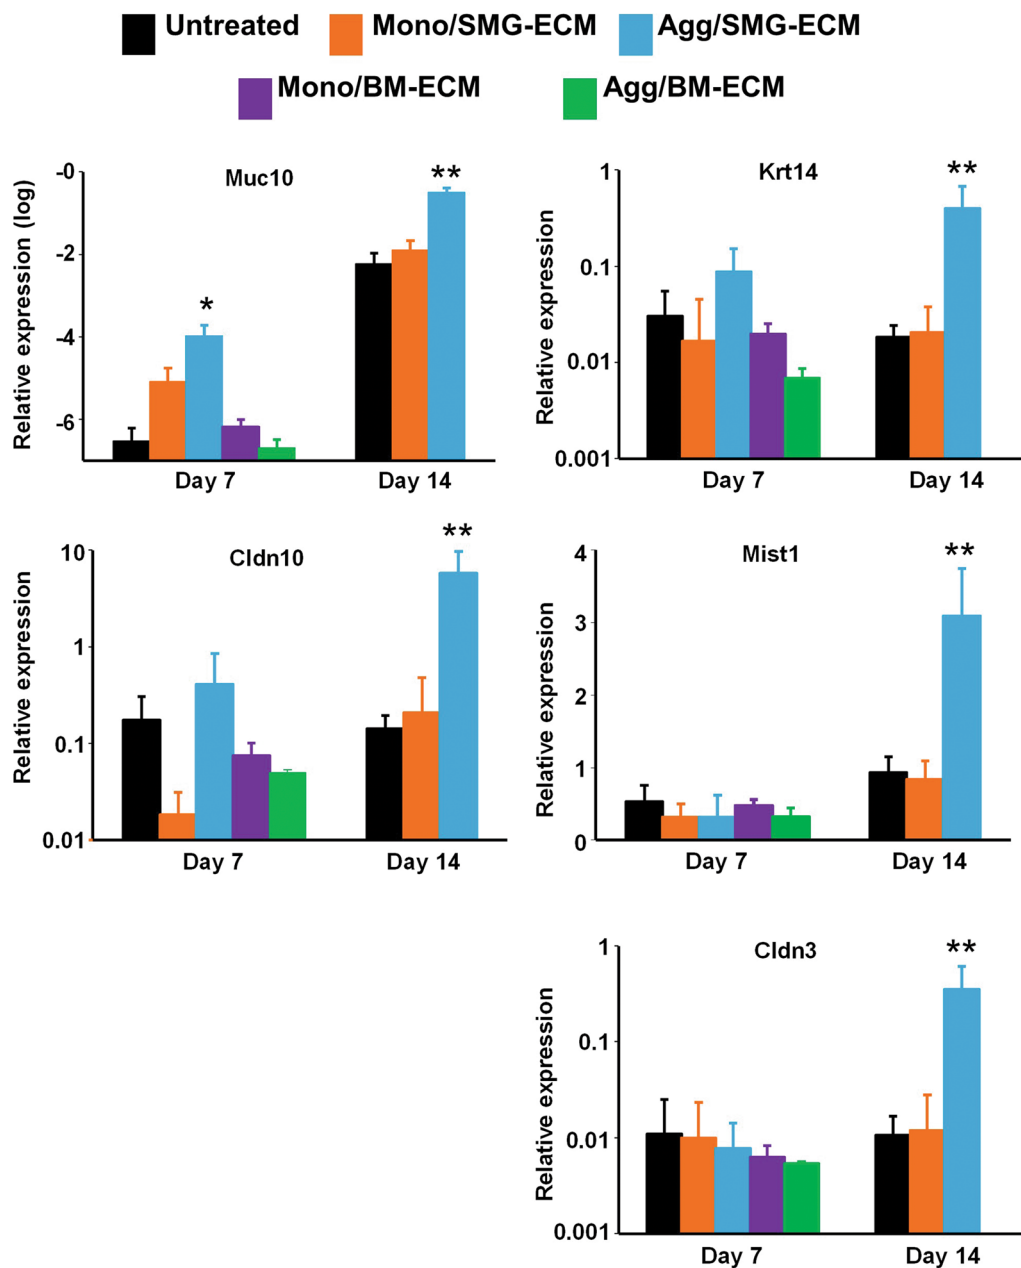 Untreated Mono/SMG-ECM Agg/SMG-ECM
Mono/BM-ECM Agg/BM-ECM
Muc10
Relative expression (log)
-0
-2
-4
-6
*
**
Day 7 Day 14
Krt14
Relative expression
1
0.1
0.01
0.001
**
Day 7 Day 14
Cldn10
Relative expression
10
1
0.1
0.01
**
Day 7 Day 14
Mist1
Relative expression
4
3
2
1
0
**
Day 7 Day 14
Cldn3
Relative expression
1
0.1
0.01
0.001
**
Day 7 Day 14